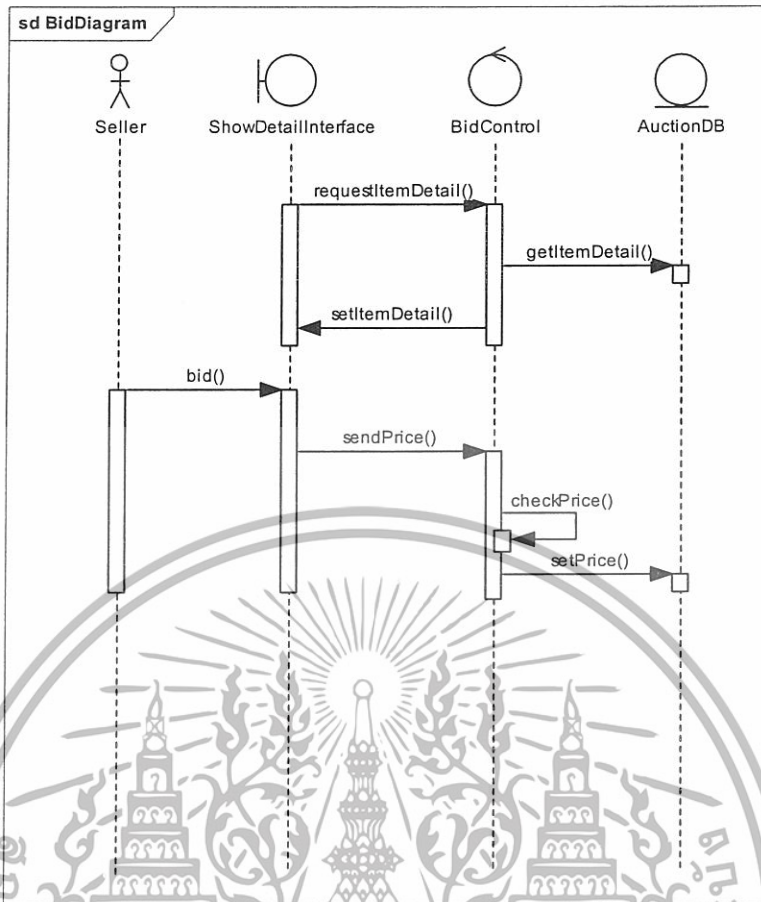 sd BidDiagram
Seller
ShowDetailInterface
BidControl
AuctionDB
requestItemDetail()
getItemDetail()
setItemDetail()
bid()
sendPrice()
checkPrice()
setPrice()